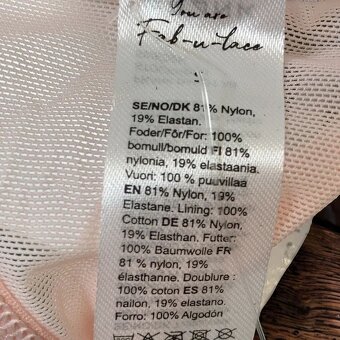 You are
Fab-u-lace
SE/NO/DK 81% Nylon,
19% Elastan.
Foder/Fôr/For: 100%
bomull/bomuld FI 81%
nylonia, 19% elastaania.
Vuori: 100 % puuvillaa
EN 81% Nylon, 19%
Elastane. Lining: 100%
Cotton DE 81% Nylon,
19% Elasthan. Futter:
100% Baumwolle FR
81 % nylon, 19%
élasthanne. Doublure :
100% coton ES 81%
nailon, 19% elastano.
Forro: 100% Algodón